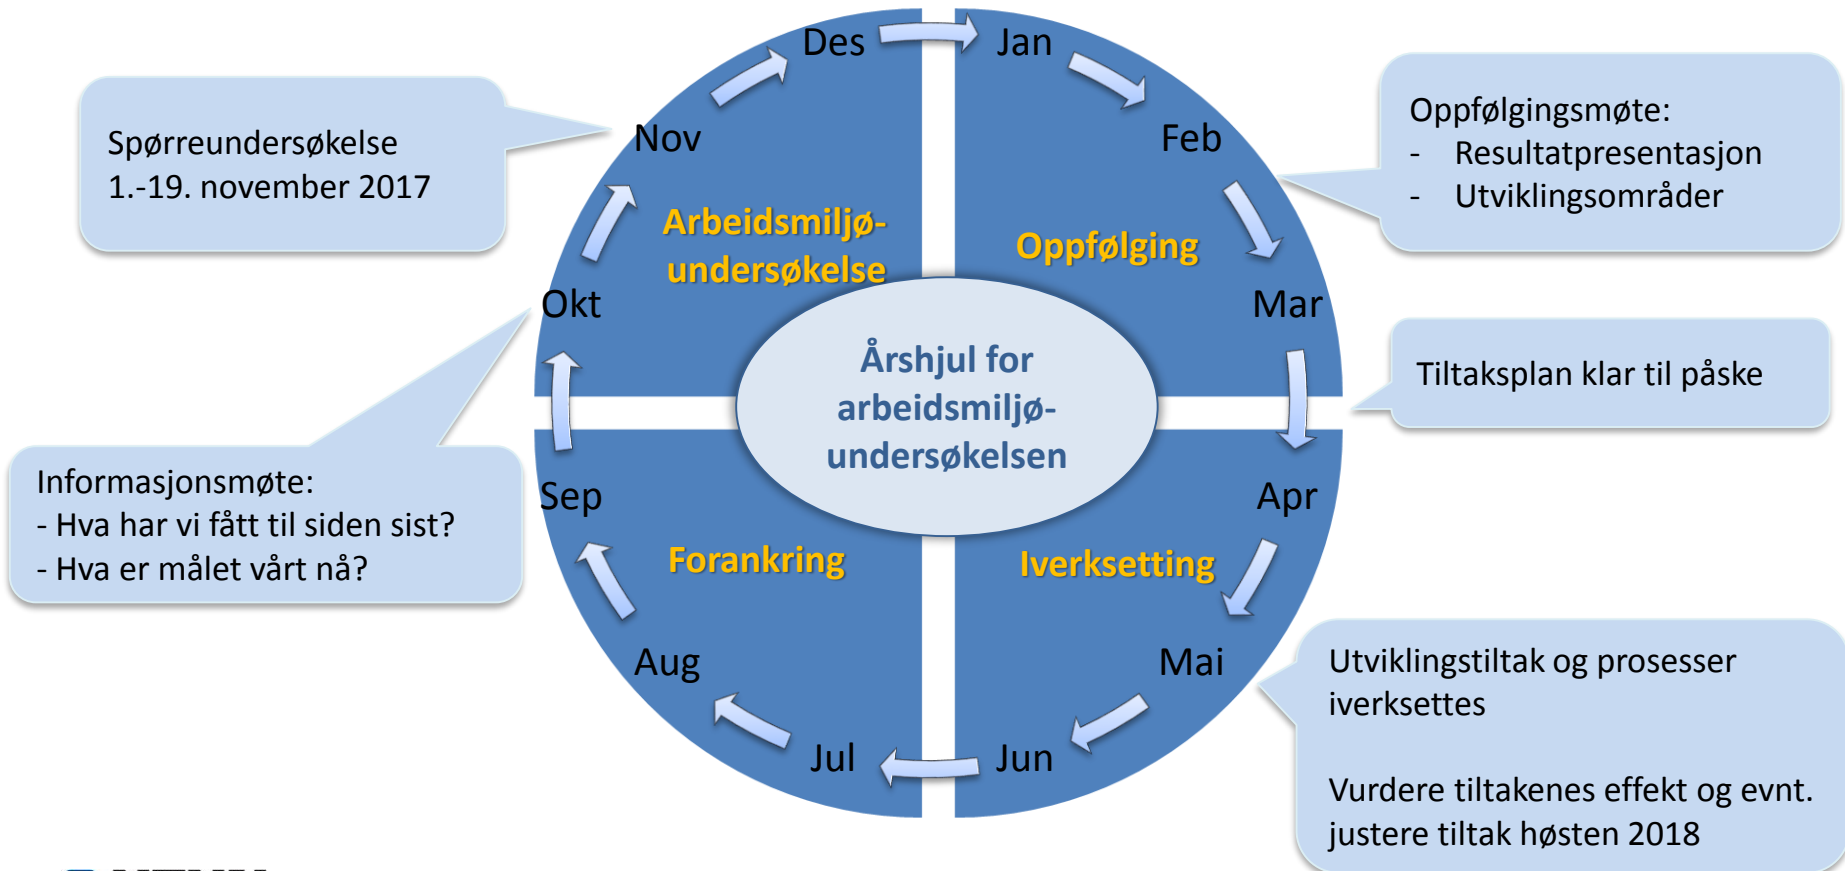 Des
Jan
Feb
Mar
Apr
Mai
Jun
Jul
Aug
Sep
Okt
Nov
Spørreundersøkelse
1.-19. november 2017
Arbeidsmiljø-
undersøkelse
Oppfølging
Oppfølgingsmøte:
- Resultatpresentasjon
- Utviklingsområder
Årshjul for
arbeidsmiljø-
undersøkelsen
Tiltaksplan klar til påske
Informasjonsmøte:
- Hva har vi fått til siden sist?
- Hva er målet vårt nå?
Forankring
Iverksetting
Utviklingstiltak og prosesser
iverksettes
Vurdere tiltakenes effekt og evnt.
justere tiltak høsten 2018